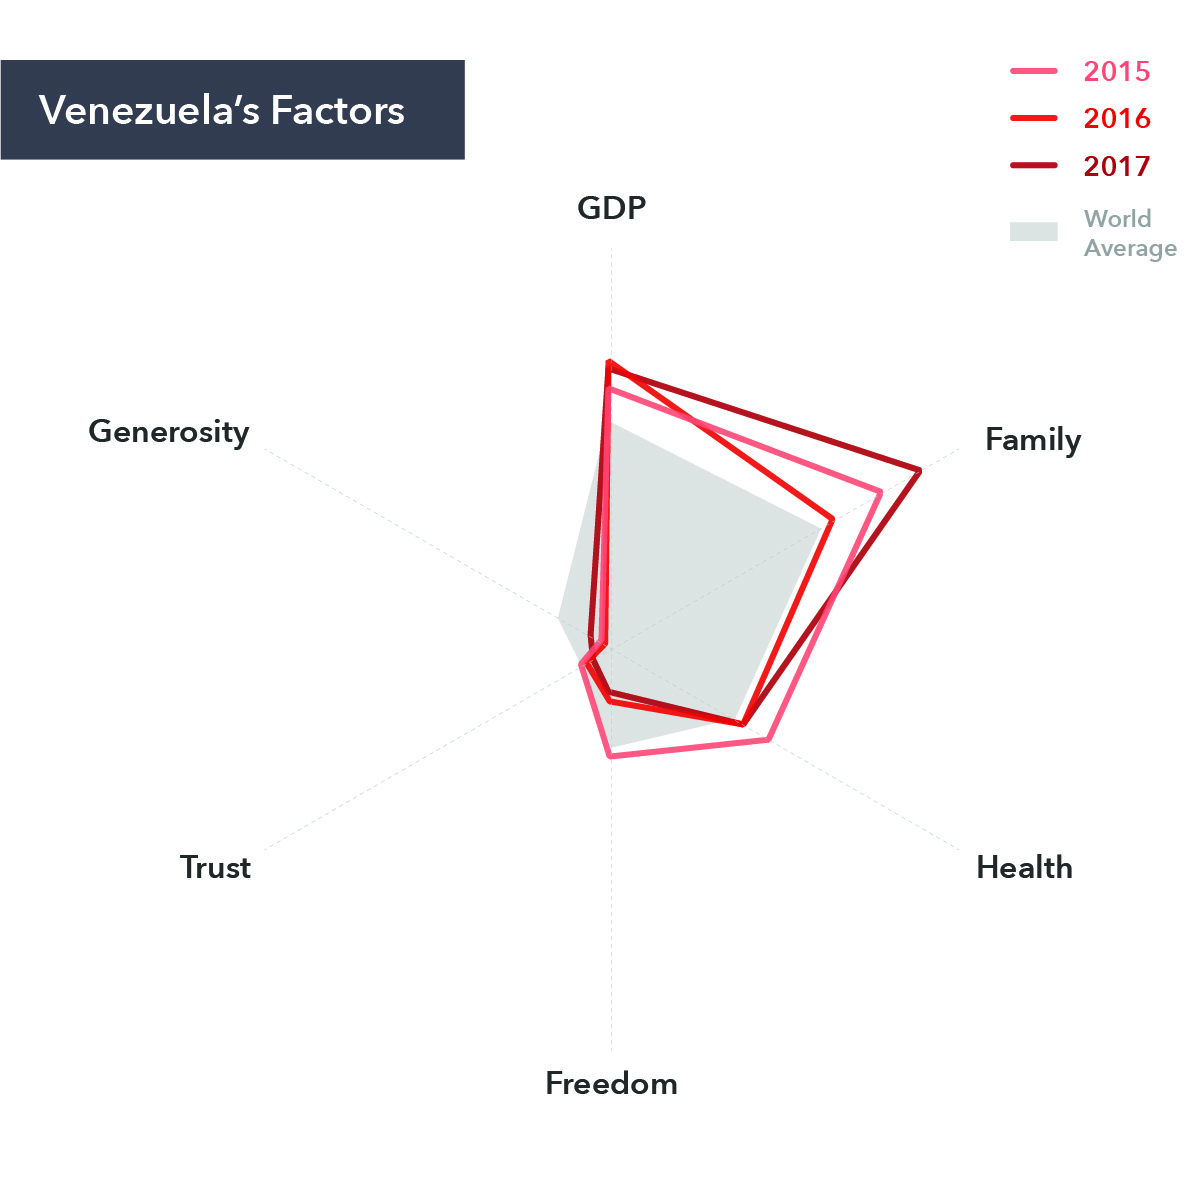 Venezuela’s Factors
2015
2016
2017
World
Average
GDP
Generosity
Family
Trust
Health
Freedom